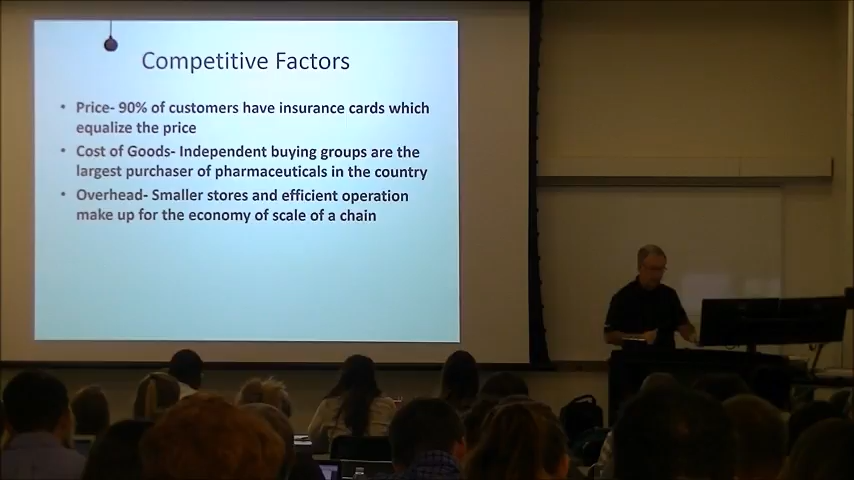 Competitive Factors
• Price- 90% of customers have insurance cards which
equalize the price
• Cost of Goods- Independent buying groups are the
largest purchaser of pharmaceuticals in the country
• Overhead- Smaller stores and efficient operation
make up for the economy of scale of a chain